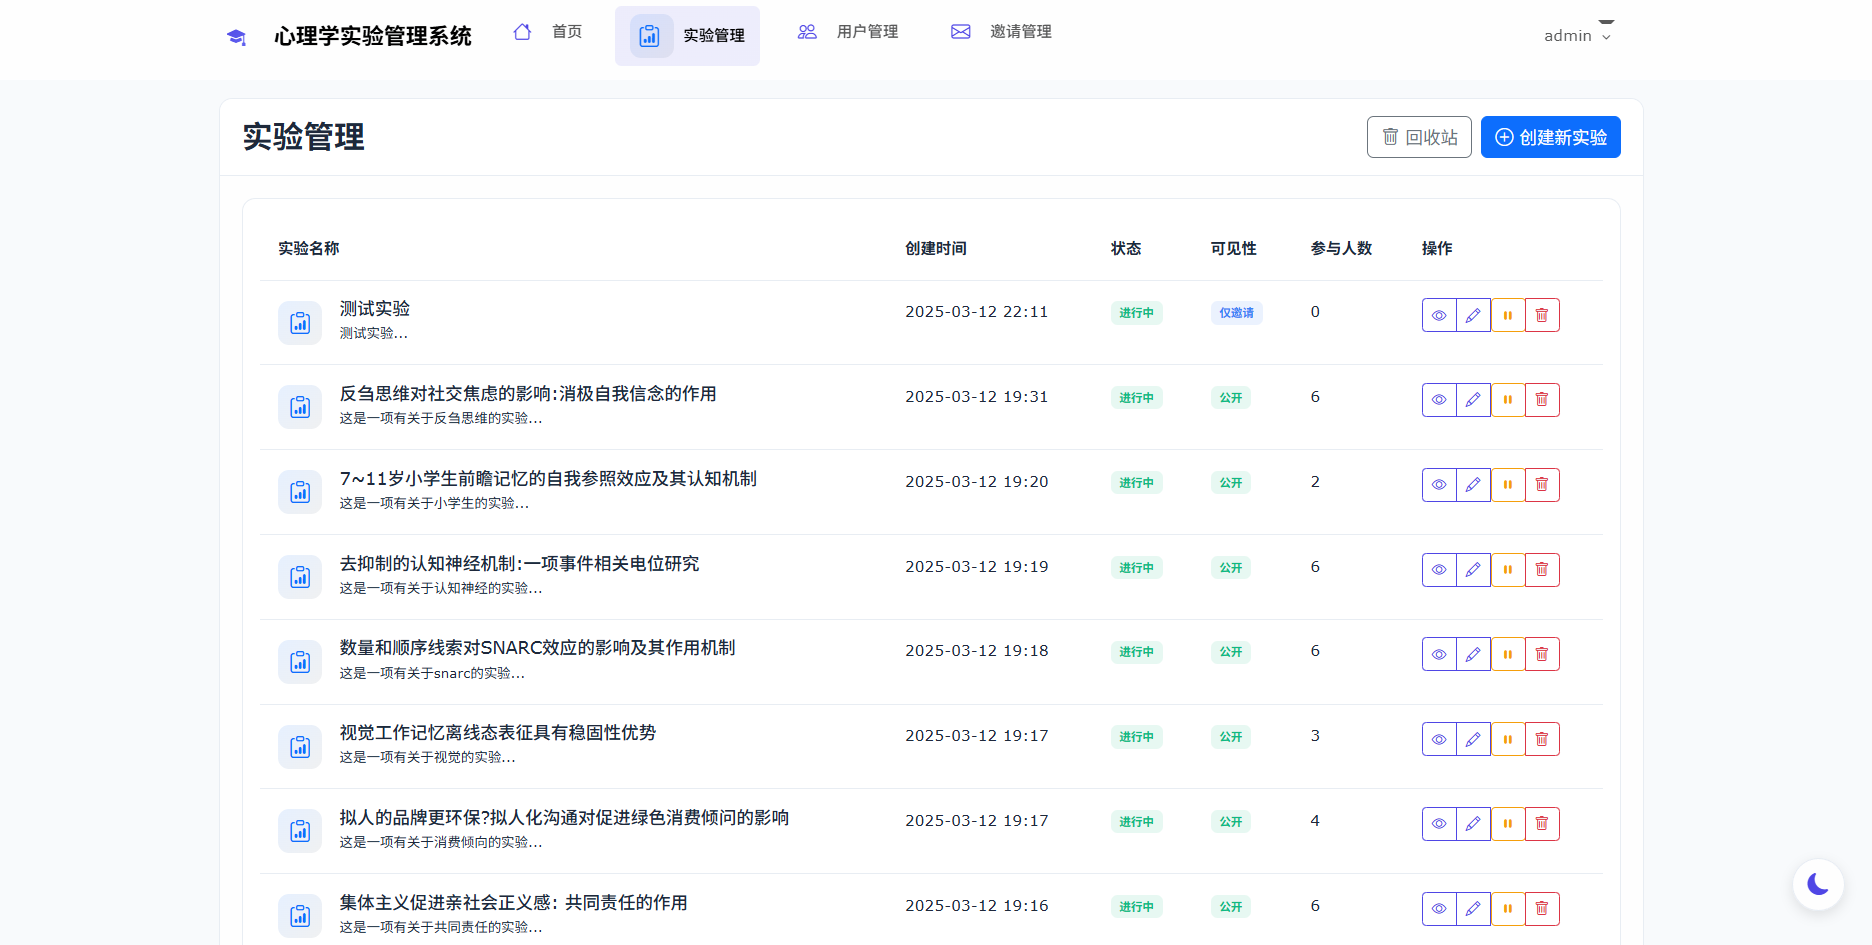 心理学实验管理系统 首页 实验管理 用户管理 邀请管理 admin
实验管理 回收站 创建新实验
实验名称 创建时间 状态 可见性 参与人数 操作
测试实验 2025-03-12 22:11 进行中 仅邀请 0
测试实验...
反刍思维对社交焦虑的影响:消极自我信念的作用 2025-03-12 19:31 进行中 公开 6
这是一项有关于反刍思维的实验...
7~11岁小学生前瞻记忆的自我参照效应及其认知机制 2025-03-12 19:20 进行中 公开 2
这是一项有关于小学生的实验...
去抑制的认知神经机制:一项事件相关电位研究 2025-03-12 19:19 进行中 公开 6
这是一项有关于认知神经的实验...
数量和顺序线索对SNARC效应的影响及其作用机制 2025-03-12 19:18 进行中 公开 6
这是一项有关于snarc的实验...
视觉工作记忆离线态表征具有稳固性优势 2025-03-12 19:17 进行中 公开 3
这是一项有关于视觉的实验...
拟人的品牌更环保?拟人化沟通对促进绿色消费倾问的影响 2025-03-12 19:17 进行中 公开 4
这是一项有关于消费倾向的实验...
集体主义促进亲社会正义感: 共同责任的作用 2025-03-12 19:16 进行中 公开 6
这是一项有关于共同责任的实验...